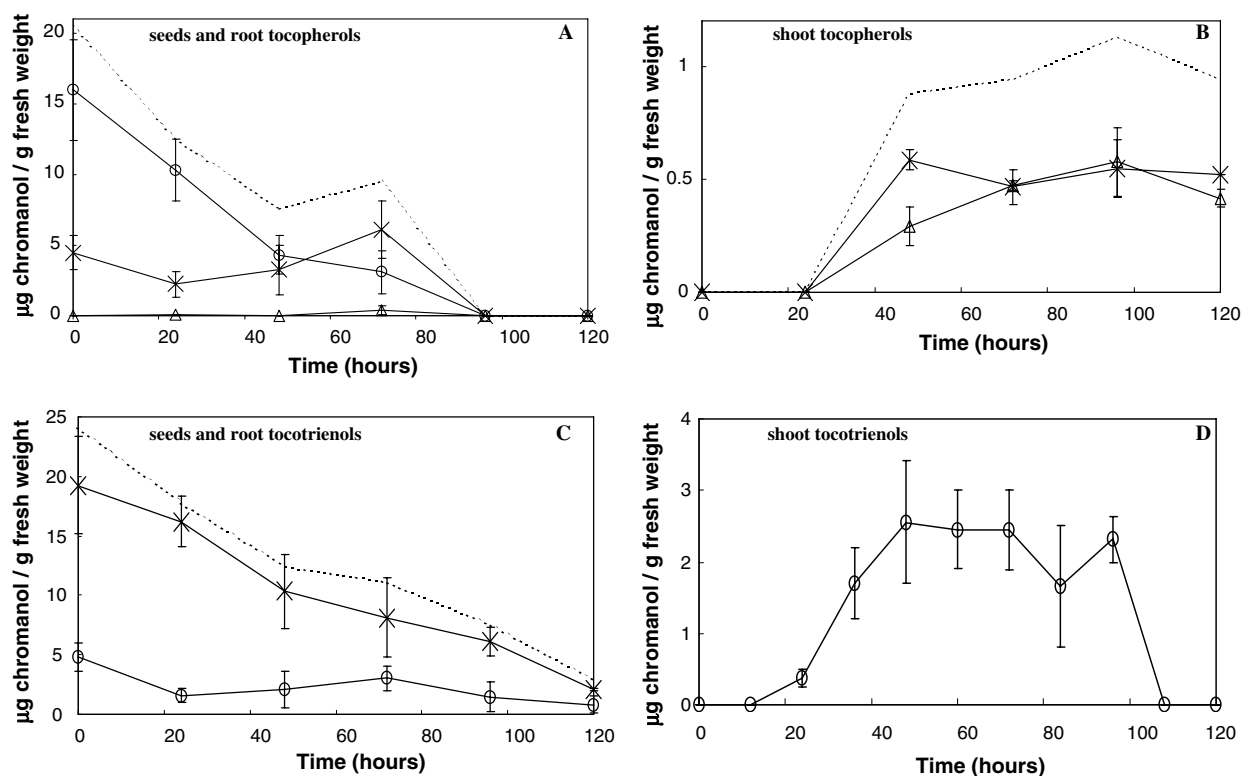 seeds and root tocopherols
A
µg chromanol / g fresh weight
20
15
10
5
0
0 20 40 60 80 100 120
Time (hours)
shoot tocopherols
B
µg chromanol / g fresh weight
1
0.5
0
0 20 40 60 80 100 120
Time (hours)
seeds and root tocotrienols
C
µg chromanol / g fresh weight
25
20
15
10
5
0
0 20 40 60 80 100 120
Time (hours)
shoot tocotrienols
D
µg chromanol / g fresh weight
4
3
2
1
0
0 20 40 60 80 100 120
Time (hours)